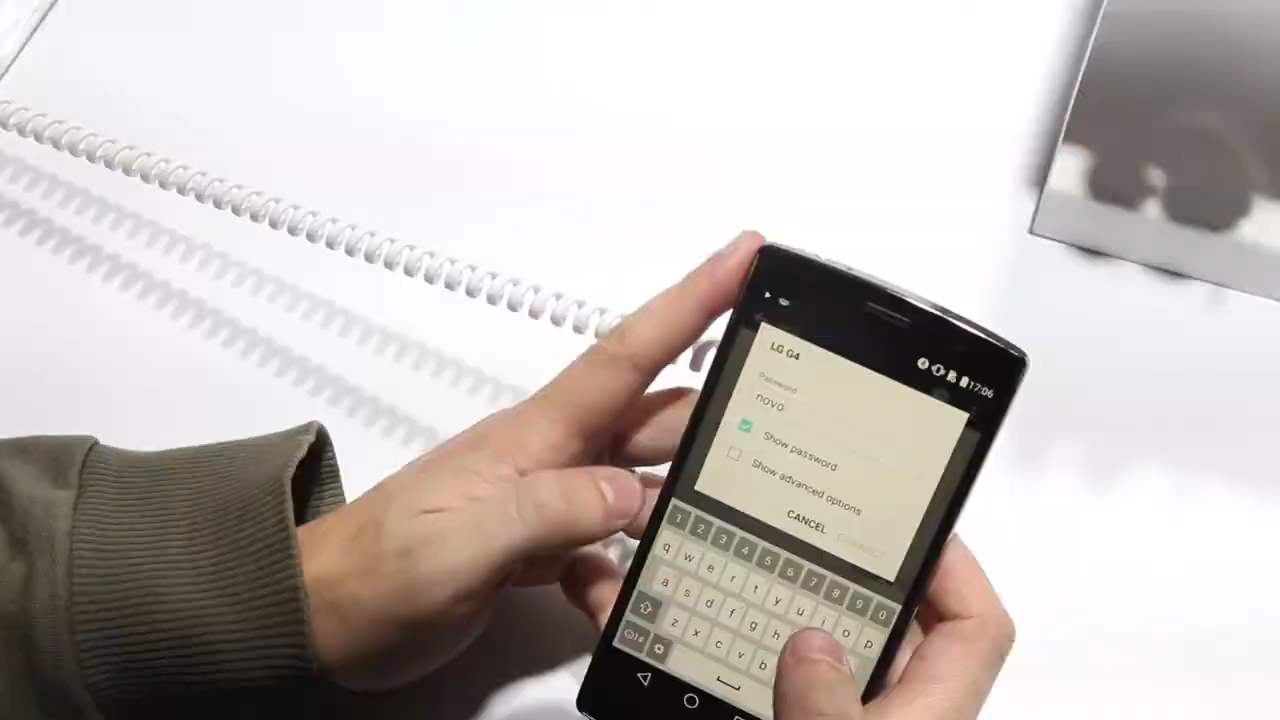 17:06
LG G4
Password
novo
Show password
Show advanced options
CANCEL CONNECT
1 2 3 4 5 6 7 8 9 0
q w e r t y u i o p
a s d f g h
z x c v b